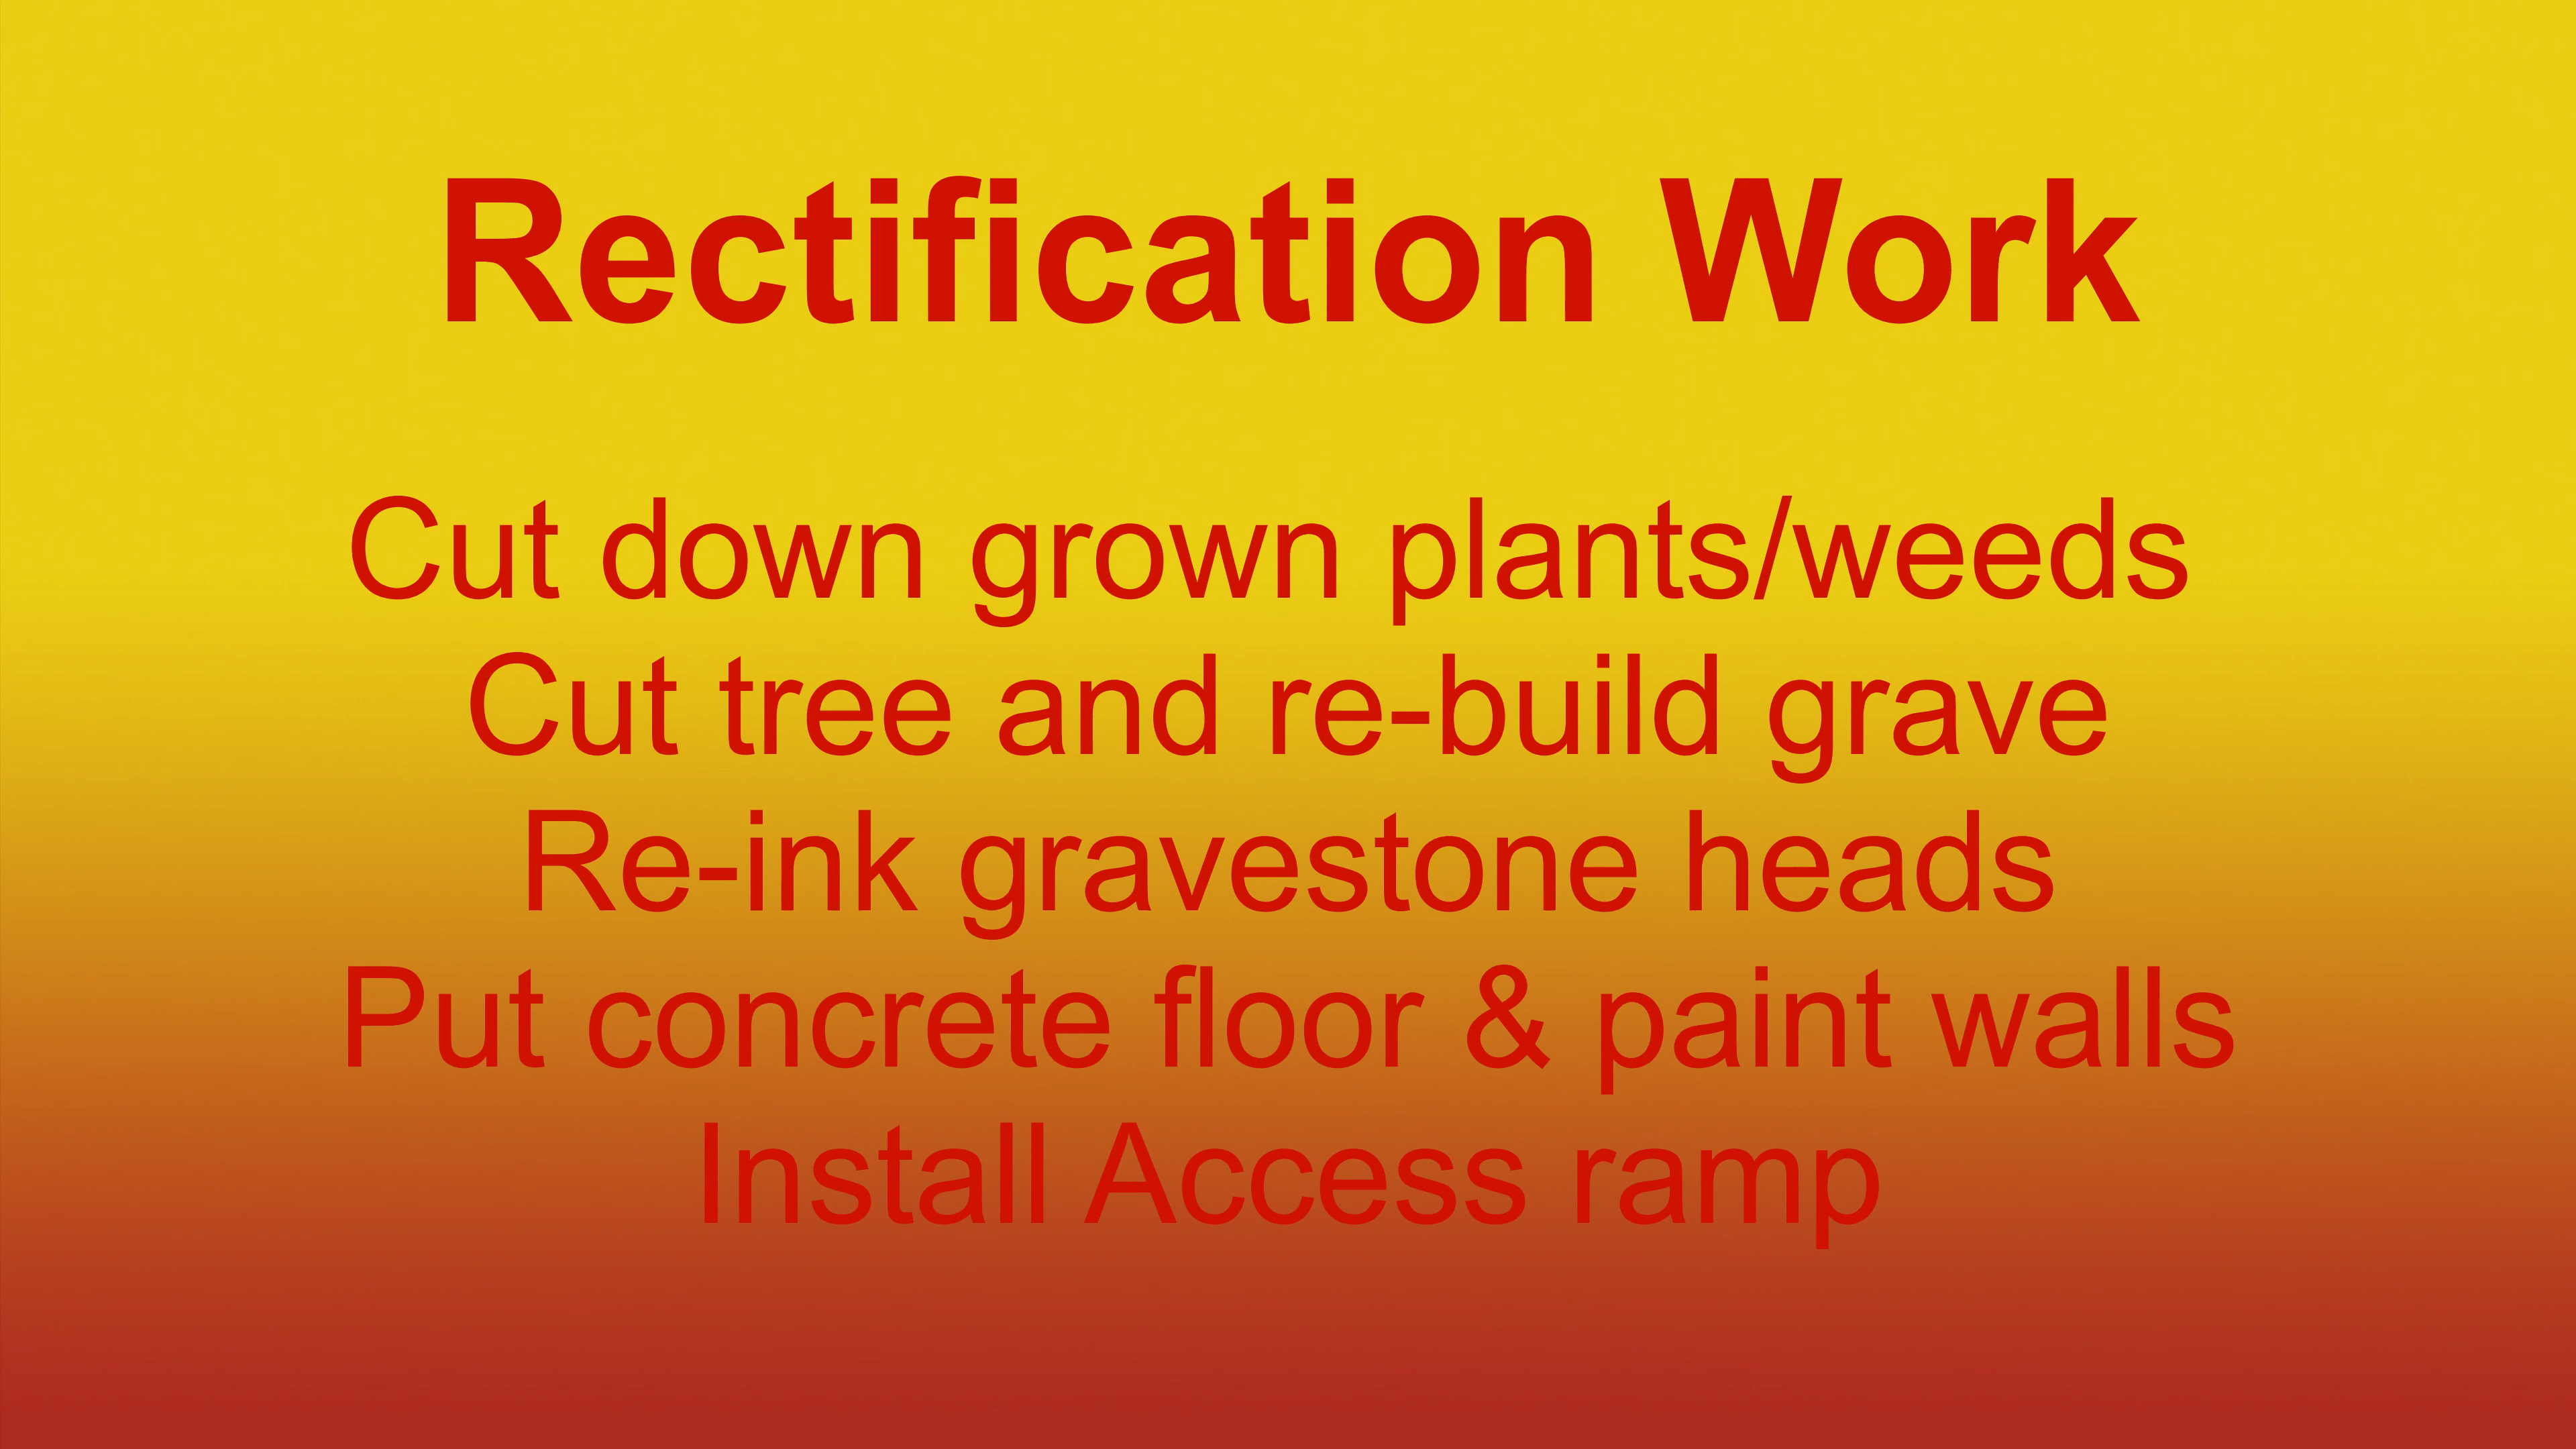 Rectification Work
Cut down grown plants/weeds
Cut tree and re-build grave
Re-ink gravestone heads
Put concrete floor & paint walls
Install Access ramp